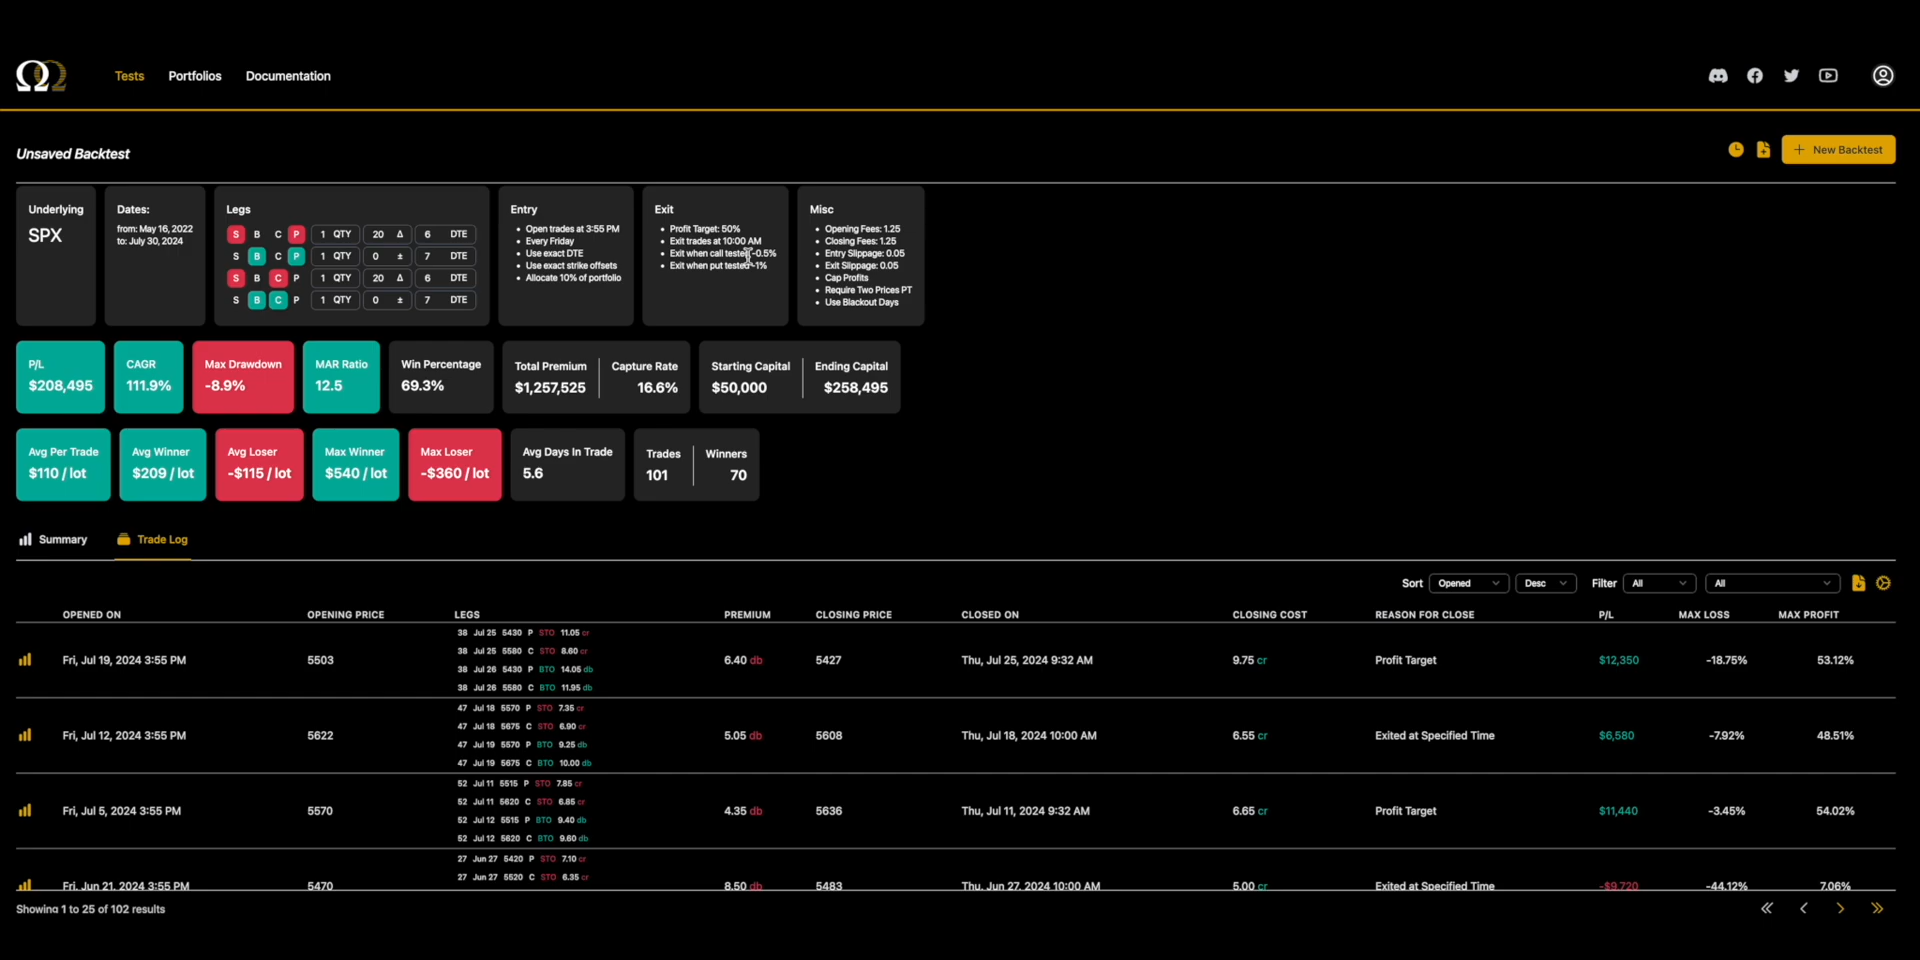 Tests Portfolios Documentation
Unsaved Backtest
New Backtest
Underlying
SPX
Dates:
from: May 16, 2022
to: July 30, 2024
Legs
S B C P 1 QTY 20 Δ 6 DTE
S B C P 1 QTY 0 ± 7 DTE
S B C P 1 QTY 20 Δ 6 DTE
S B C P 1 QTY 0 ± 7 DTE
Entry
• Open trades at 3:55 PM
• Every Friday
• Use exact DTE
• Use exact strike offsets
• Allocate 10% of portfolio
Exit
• Profit Target: 50%
• Exit trades at 10:00 AM
• Exit when call tested -0.5%
• Exit when put tested -1%
Misc
• Opening Fees: 1.25
• Closing Fees: 1.25
• Entry Slippage: 0.05
• Exit Slippage: 0.05
• Cap Profits
• Require Two Prices PT
• Use Blackout Days
P/L
$208,495
CAGR
111.9%
Max Drawdown
-8.9%
MAR Ratio
12.5
Win Percentage
69.3%
Total Premium
$1,257,525
Capture Rate
16.6%
Starting Capital
$50,000
Ending Capital
$258,495
Avg Per Trade
$110 / lot
Avg Winner
$209 / lot
Avg Loser
-$115 / lot
Max Winner
$540 / lot
Max Loser
-$360 / lot
Avg Days In Trade
5.6
Trades
101
Winners
70
Summary Trade Log
Sort Opened Desc Filter All All
OPENED ON OPENING PRICE LEGS PREMIUM CLOSING PRICE CLOSED ON CLOSING COST REASON FOR CLOSE P/L MAX LOSS MAX PROFIT
38 Jul 25 5430 P STO 11.05 cr
38 Jul 25 5580 C STO 8.60 cr
38 Jul 26 5430 P BTO 14.05 db
38 Jul 26 5580 C BTO 11.95 db
Fri, Jul 19, 2024 3:55 PM 5503 6.40 db 5427 Thu, Jul 25, 2024 9:32 AM 9.75 cr Profit Target $12,350 -18.75% 53.12%
47 Jul 18 5570 P STO 7.35 cr
47 Jul 18 5675 C STO 6.90 cr
47 Jul 19 5570 P BTO 9.25 db
47 Jul 19 5675 C BTO 10.00 db
Fri, Jul 12, 2024 3:55 PM 5622 5.05 db 5608 Thu, Jul 18, 2024 10:00 AM 6.55 cr Exited at Specified Time $6,580 -7.92% 48.51%
52 Jul 11 5515 P STO 7.85 cr
52 Jul 11 5620 C STO 6.85 cr
52 Jul 12 5515 P BTO 9.40 db
52 Jul 12 5620 C BTO 9.60 db
Fri, Jul 5, 2024 3:55 PM 5570 4.35 db 5636 Thu, Jul 11, 2024 9:32 AM 6.65 cr Profit Target $11,440 -3.45% 54.02%
27 Jun 27 5420 P STO 7.10 cr
27 Jun 27 5520 C STO 6.35 cr
Fri, Jun 21, 2024 3:55 PM 5470 8.50 db 5483 Thu, Jun 27, 2024 10:00 AM 5.00 cr Exited at Specified Time -$9,720 -44.12% 7.06%
Showing 1 to 25 of 102 results